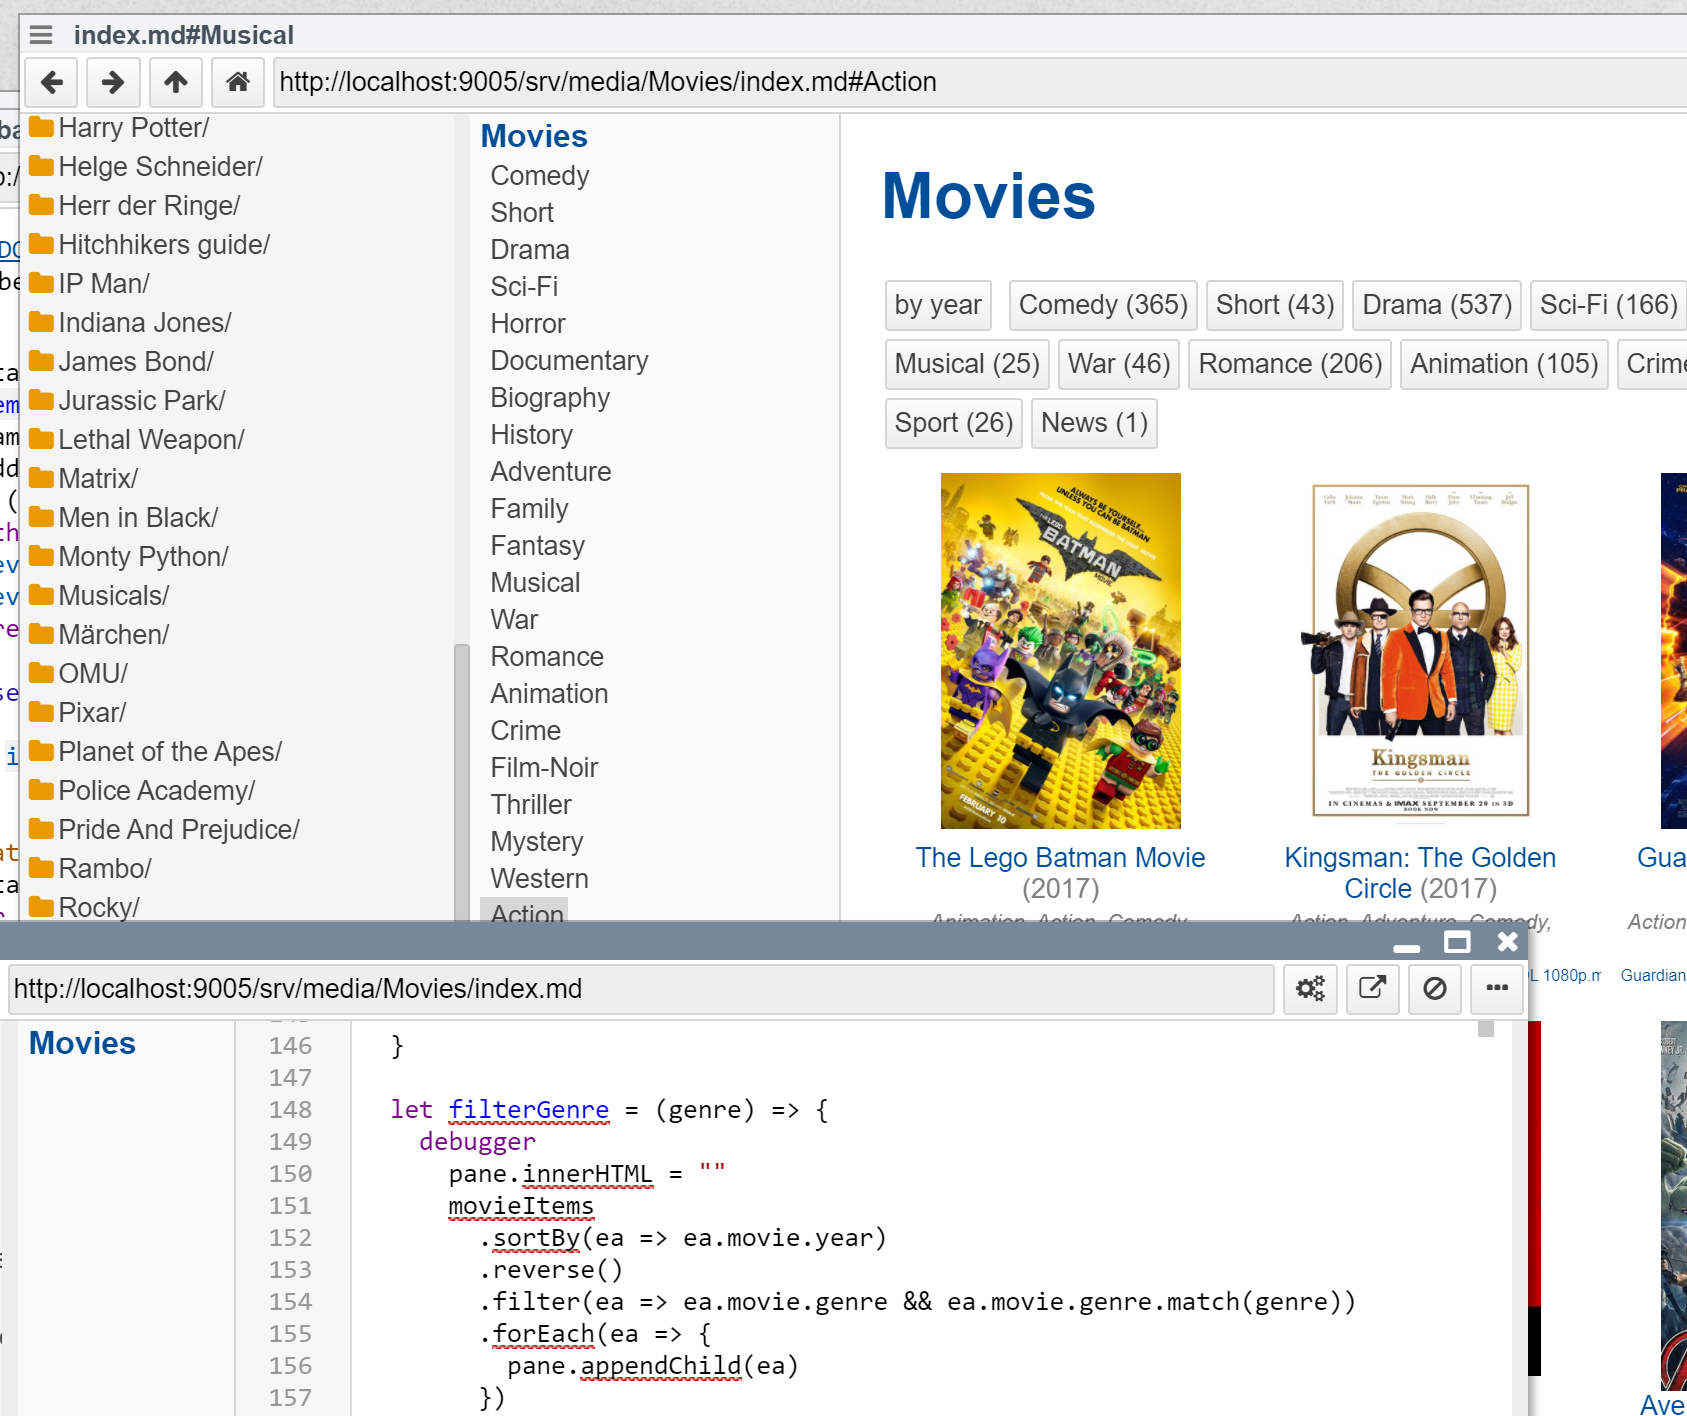 index.md#Musical
http://localhost:9005/srv/media/Movies/index.md#Action
Harry Potter/
Helge Schneider/
Herr der Ringe/
Hitchhikers guide/
IP Man/
Indiana Jones/
James Bond/
Jurassic Park/
Lethal Weapon/
Matrix/
Men in Black/
Monty Python/
Musicals/
Märchen/
OMU/
Pixar/
Planet of the Apes/
Police Academy/
Pride And Prejudice/
Rambo/
Rocky/
Movies
Comedy
Short
Drama
Sci-Fi
Horror
Documentary
Biography
History
Adventure
Family
Fantasy
Musical
War
Romance
Animation
Crime
Film-Noir
Thriller
Mystery
Western
Action
Movies
by year Comedy (365) Short (43) Drama (537) Sci-Fi (166)
Musical (25) War (46) Romance (206) Animation (105) Crime
Sport (26) News (1)
ALWAYS BE YOURSELF...
UNLESS YOU CAN BE BATMAN
THE LEGO
BATMAN
MOVIE
FEBRUARY 10
Kingsman
THE GOLDEN CIRCLE
IN CINEMAS & IMAX SEPTEMBER 20 IN 3D
BOOK NOW
The Lego Batman Movie
(2017)
Animation, Action, Comedy
Kingsman: The Golden
Circle (2017)
Action, Adventure, Comedy,
Gua
Action
DL 1080p.m
Guardian
Ave
http://localhost:9005/srv/media/Movies/index.md
Movies
146 }
147
148 let filterGenre = (genre) => {
149 debugger
150 pane.innerHTML = ""
151 movieItems
152 .sortBy(ea => ea.movie.year)
153 .reverse()
154 .filter(ea => ea.movie.genre && ea.movie.genre.match(genre))
155 .forEach(ea => {
156 pane.appendChild(ea)
157 })